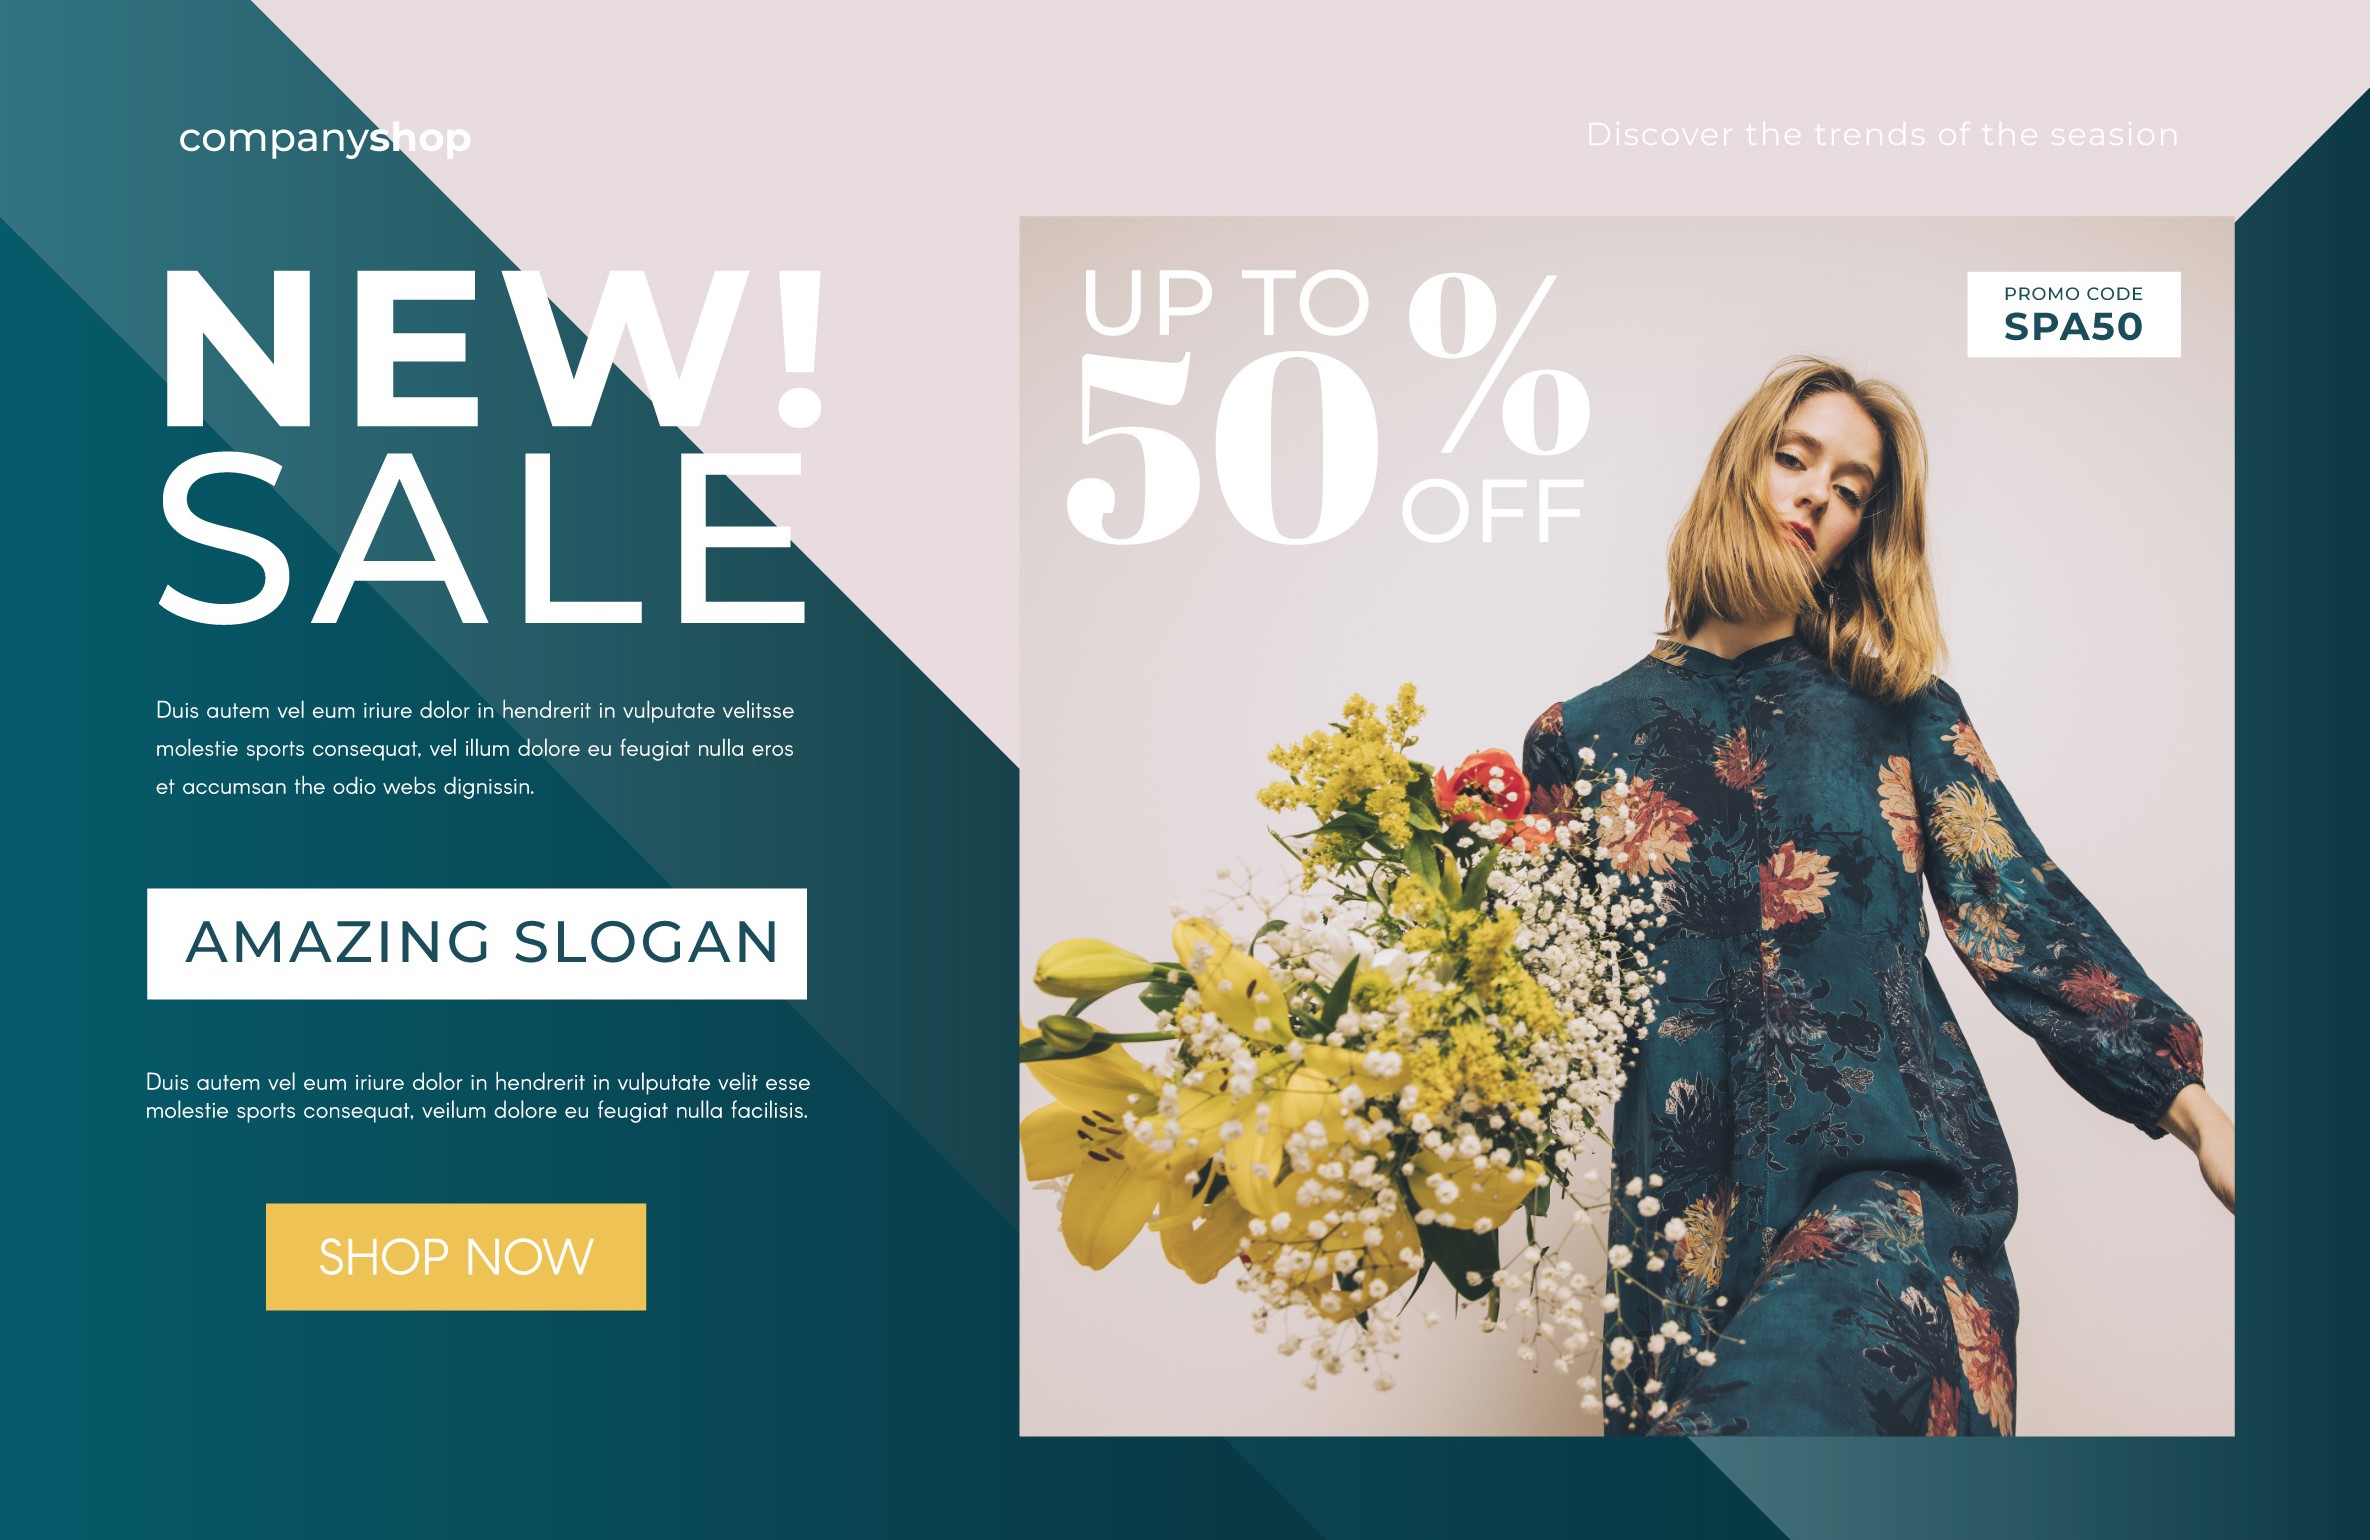 companyshop
Discover the trends of the seasion
NEW!
SALE
Duis autem vel eum iriure dolor in hendrerit in vulputate velitsse
molestie sports consequat, vel illum dolore eu feugiat nulla eros
et accumsan the odio webs dignissin.
AMAZING SLOGAN
Duis autem vel eum iriure dolor in hendrerit in vulputate velit esse
molestie sports consequat, veilum dolore eu feugiat nulla facilisis.
SHOP NOW
UP TO
50%
OFF
PROMO CODE
SPA50